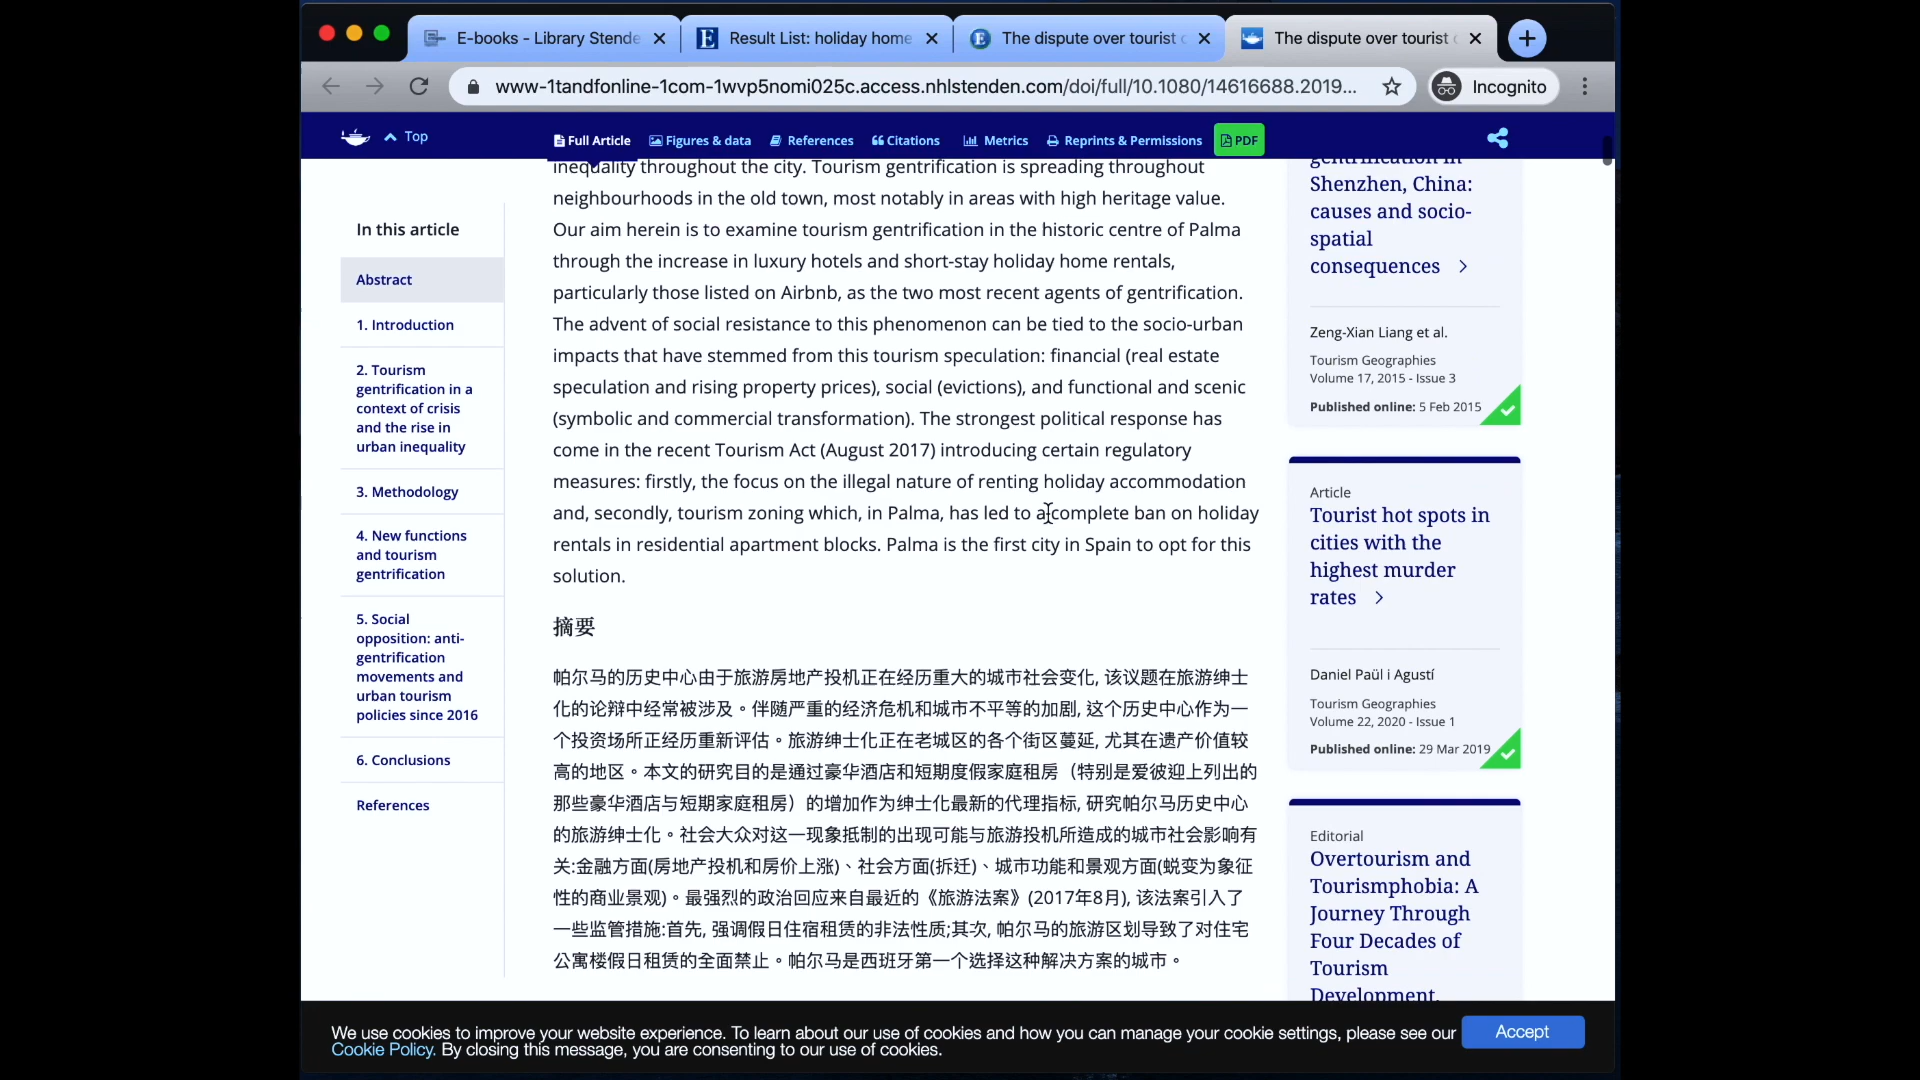 E-books - Library Stende
Result List: holiday home
The dispute over tourist
The dispute over tourist
www-1tandfonline-1com-1wvp5nomi025c.access.nhlstenden.com/doi/full/10.1080/14616688.2019...
Incognito
Top
Full Article
Figures & data
References
Citations
Metrics
Reprints & Permissions
PDF
In this article
Abstract
1. Introduction
2. Tourism
gentrification in a
context of crisis
and the rise in
urban inequality
3. Methodology
4. New functions
and tourism
gentrification
5. Social
opposition: anti-
gentrification
movements and
urban tourism
policies since 2016
6. Conclusions
References
inequality throughout the city. Tourism gentrification is spreading throughout
neighbourhoods in the old town, most notably in areas with high heritage value.
Our aim herein is to examine tourism gentrification in the historic centre of Palma
through the increase in luxury hotels and short-stay holiday home rentals,
particularly those listed on Airbnb, as the two most recent agents of gentrification.
The advent of social resistance to this phenomenon can be tied to the socio-urban
impacts that have stemmed from this tourism speculation: financial (real estate
speculation and rising property prices), social (evictions), and functional and scenic
(symbolic and commercial transformation). The strongest political response has
come in the recent Tourism Act (August 2017) introducing certain regulatory
measures: firstly, the focus on the illegal nature of renting holiday accommodation
and, secondly, tourism zoning which, in Palma, has led to a complete ban on holiday
rentals in residential apartment blocks. Palma is the first city in Spain to opt for this
solution.
摘要
帕尔马的历史中心由于旅游房地产投机正在经历重大的城市社会变化, 该议题在旅游绅士
化的论辩中经常被涉及。伴随严重的经济危机和城市不平等的加剧, 这个历史中心作为一
个投资场所正经历重新评估。旅游绅士化正在老城区的各个街区蔓延, 尤其在遗产价值较
高的地区。本文的研究目的是通过豪华酒店和短期度假家庭租房（特别是爱彼迎上列出的
那些豪华酒店与短期家庭租房）的增加作为绅士化最新的代理指标, 研究帕尔马历史中心
的旅游绅士化。社会大众对这一现象抵制的出现可能与旅游投机所造成的城市社会影响有
关:金融方面(房地产投机和房价上涨)、社会方面(拆迁)、城市功能和景观方面(蜕变为象征
性的商业景观)。最强烈的政治回应来自最近的《旅游法案》(2017年8月), 该法案引入了
一些监管措施:首先, 强调假日住宿租赁的非法性质;其次, 帕尔马的旅游区划导致了对住宅
公寓楼假日租赁的全面禁止。帕尔马是西班牙第一个选择这种解决方案的城市。
gentrification in
Shenzhen, China:
causes and socio-
spatial
consequences
Zeng-Xian Liang et al.
Tourism Geographies
Volume 17, 2015 - Issue 3
Published online: 5 Feb 2015
Article
Tourist hot spots in
cities with the
highest murder
rates
Daniel Paül i Agustí
Tourism Geographies
Volume 22, 2020 - Issue 1
Published online: 29 Mar 2019
Editorial
Overtourism and
Tourismphobia: A
Journey Through
Four Decades of
Tourism
Development,
We use cookies to improve your website experience. To learn about our use of cookies and how you can manage your cookie settings, please see our
Cookie Policy. By closing this message, you are consenting to our use of cookies.
Accept